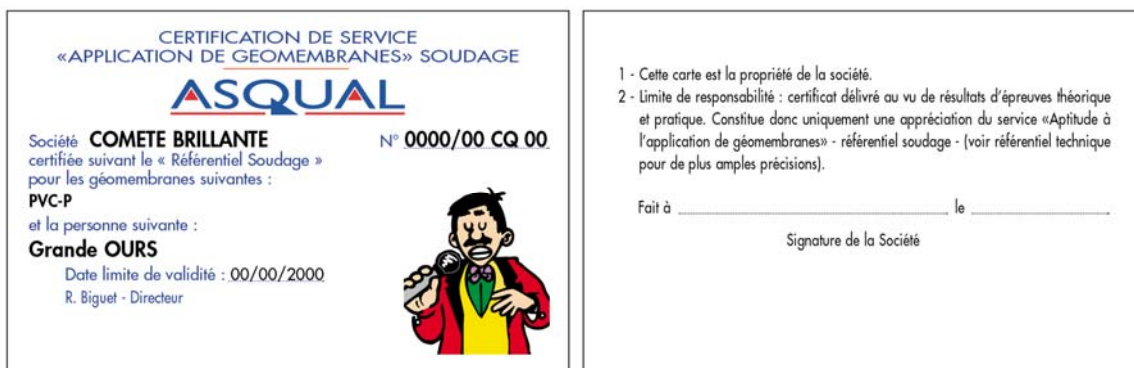 CERTIFICATION DE SERVICE
«APPLICATION DE GEOMEMBRANES» SOUDAGE
ASQUAL
Société COMETE BRILLANTE N° 0000/00 CQ 00
certifiée suivant le « Référentiel Soudage »
pour les géomembranes suivantes :
PVC-P
et la personne suivante :
Grande OURS
Date limite de validité : 00/00/2000
R. Biguet - Directeur
1 - Cette carte est la propriété de la société.
2 - Limite de responsabilité : certificat délivré au vu de résultats d'épreuves théorique
et pratique. Constitue donc uniquement une appréciation du service «Aptitude à
l'application de géomembranes» - référentiel soudage - (voir référentiel technique
pour de plus amples précisions).
Fait à ........................ le ........................
Signature de la Société